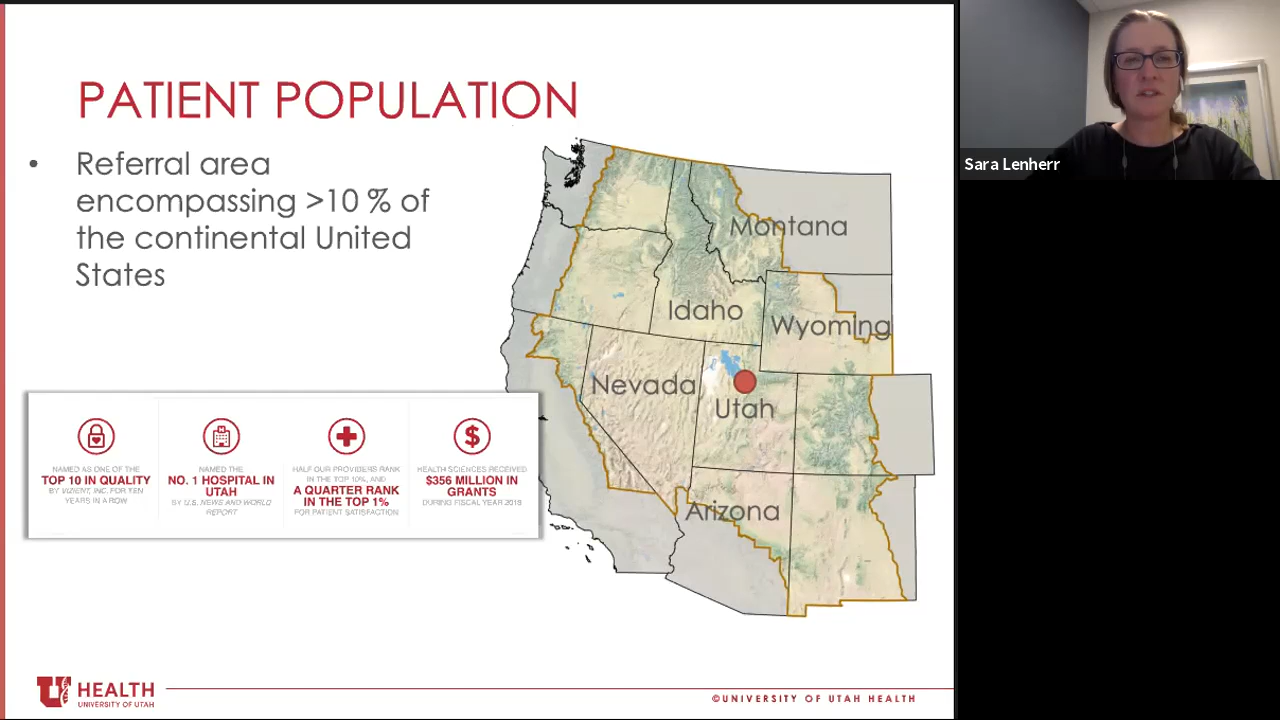 PATIENT POPULATION
• Referral area
encompassing >10 % of
the continental United
States
Montana
Idaho
Wyoming
Nevada
Utah
Arizona
NAMED AS ONE OF THE
TOP 10 IN QUALITY
BY VIZIENT, INC. FOR TEN
YEARS IN A ROW
NAMED THE
NO. 1 HOSPITAL IN
UTAH
BY U.S. NEWS AND WORLD
REPORT
HALF OUR PROVIDERS RANK
IN THE TOP 10%, AND
A QUARTER RANK
IN THE TOP 1%
FOR PATIENT SATISFACTION
$
HEALTH SCIENCES RECEIVED
$356 MILLION IN
GRANTS
DURING FISCAL YEAR 2018
U HEALTH
UNIVERSITY OF UTAH
©UNIVERSITY OF UTAH HEALTH
Sara Lenherr